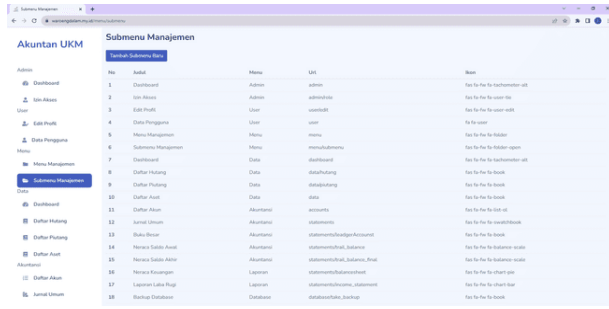 Submenu Manajemen
wanrangdalam.my.id/menu/submenu
Akuntan UKM
Admin
Dashboard
Izin Akses
User
Edit Profil
Data Pengguna
Menu
Menu Manajemen
Submenu Manajemen
Data
Dashboard
Daftar Hutang
Daftar Piutang
Daftar Aset
Akuntansi
Daftar Akun
Jurnal Umum
Submenu Manajemen
Tambah Submenu Baru
No Judul Menu Url Ikon
1 Dashboard Admin admin fas fa-fw fa-tachometer-alt
2 Izin Akses Admin admin/role fas fa-fw fa-user-tie
3 Edit Profil User user/edit fas fa-fw fa-user-edit
4 Data Pengguna User user fa fa-user
5 Menu Manajemen Menu menu fas fa-fw fa-folder
6 Submenu Manajemen Menu menu/submenu fas fa-fw fa-folder-open
7 Dashboard Data dashboard fas fa-fw fa-tachometer-alt
8 Daftar Hutang Data data/hutang fas fa-fw fa-book
9 Daftar Piutang Data data/piutang fas fa-fw fa-book
10 Daftar Aset Data data fas fa-fw fa-book
11 Daftar Akun Akuntansi accounts fas fa-fw fa-list-ol
12 Jurnal Umum Akuntansi statements fas fa-fw fa-swatchbook
13 Buku Besar Akuntansi statements/leadgerAccount fas fa-fw fa-book
14 Neraca Saldo Awal Akuntansi statements/trail_balance fas fa-fw fa-balance-scale
15 Neraca Saldo Akhir Akuntansi statements/trail_balance_final fas fa-fw fa-balance-scale
16 Neraca Keuangan Laporan statements/balancesheet fas fa-fw fa-chart-pie
17 Laporan Laba Rugi Laporan statements/income_statement fas fa-fw fa-chart-bar
18 Backup Database Database database/take_backup fas fa-fw fa-book